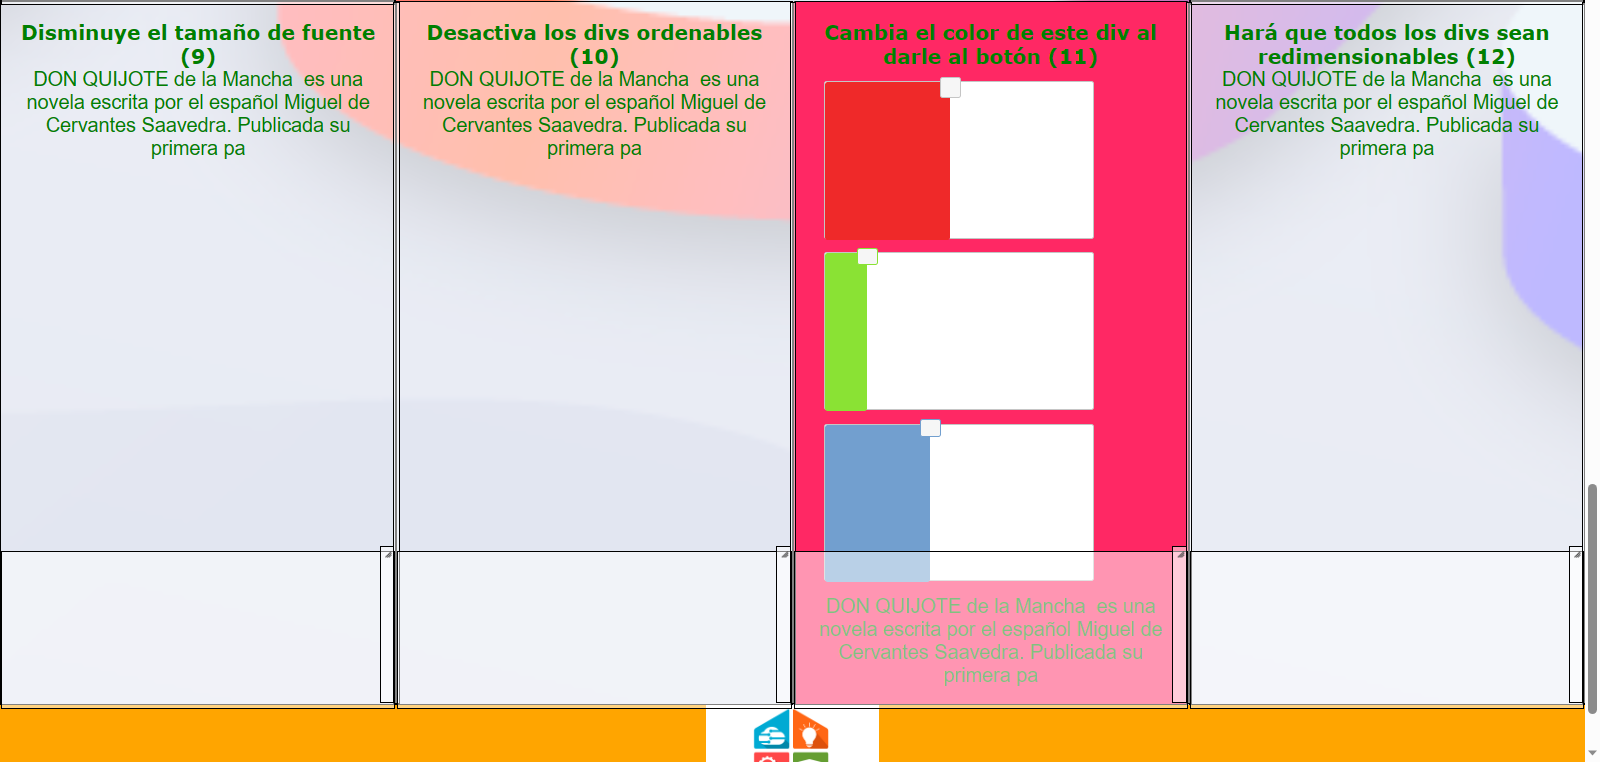 Disminuye el tamaño de fuente
(9)
DON QUIJOTE de la Mancha  es una
novela escrita por el español Miguel de
Cervantes Saavedra. Publicada su
primera pa
Desactiva los divs ordenables
(10)
DON QUIJOTE de la Mancha  es una
novela escrita por el español Miguel de
Cervantes Saavedra. Publicada su
primera pa
Cambia el color de este div al
darle al botón (11)
DON QUIJOTE de la Mancha  es una
novela escrita por el español Miguel de
Cervantes Saavedra. Publicada su
primera pa
Hará que todos los divs sean
redimensionables (12)
DON QUIJOTE de la Mancha  es una
novela escrita por el español Miguel de
Cervantes Saavedra. Publicada su
primera pa